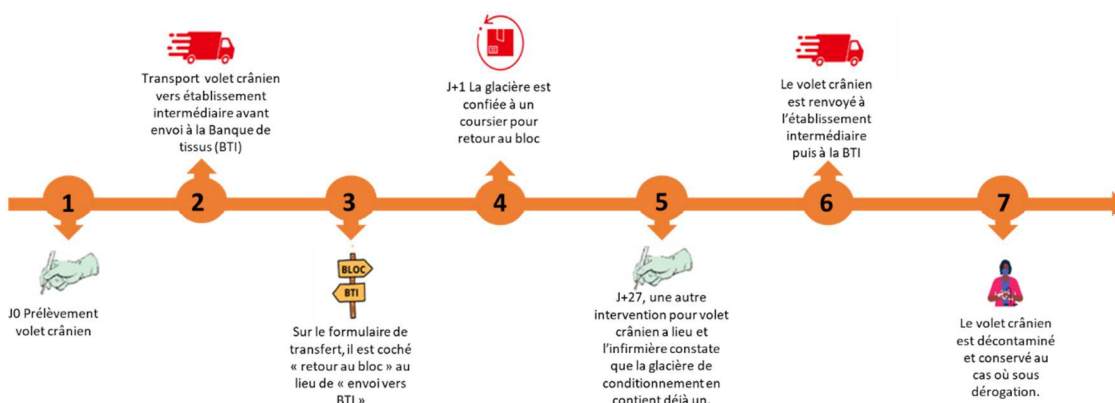 1
J0 Prélèvement
volet crânien
Transport volet crânien
vers établissement
intermédiaire avant
envoi à la Banque de
tissus (BTI)
2
3
BLOC
BTI
Sur le formulaire de
transfert, il est coché
« retour au bloc » au
lieu de « envoi vers
BTI »
J+1 La glacière est
confiée à un
coursier pour
retour au bloc
4
5
J+27, une autre
intervention pour volet
crânien a lieu et
l’infirmière constate
que la glacière de
conditionnement en
contient déjà un.
Le volet crânien
est renvoyé à
l’établissement
intermédiaire
puis à la BTI
6
7
Le volet crânien
est décontaminé
et conservé au
cas où sous
dérogation.